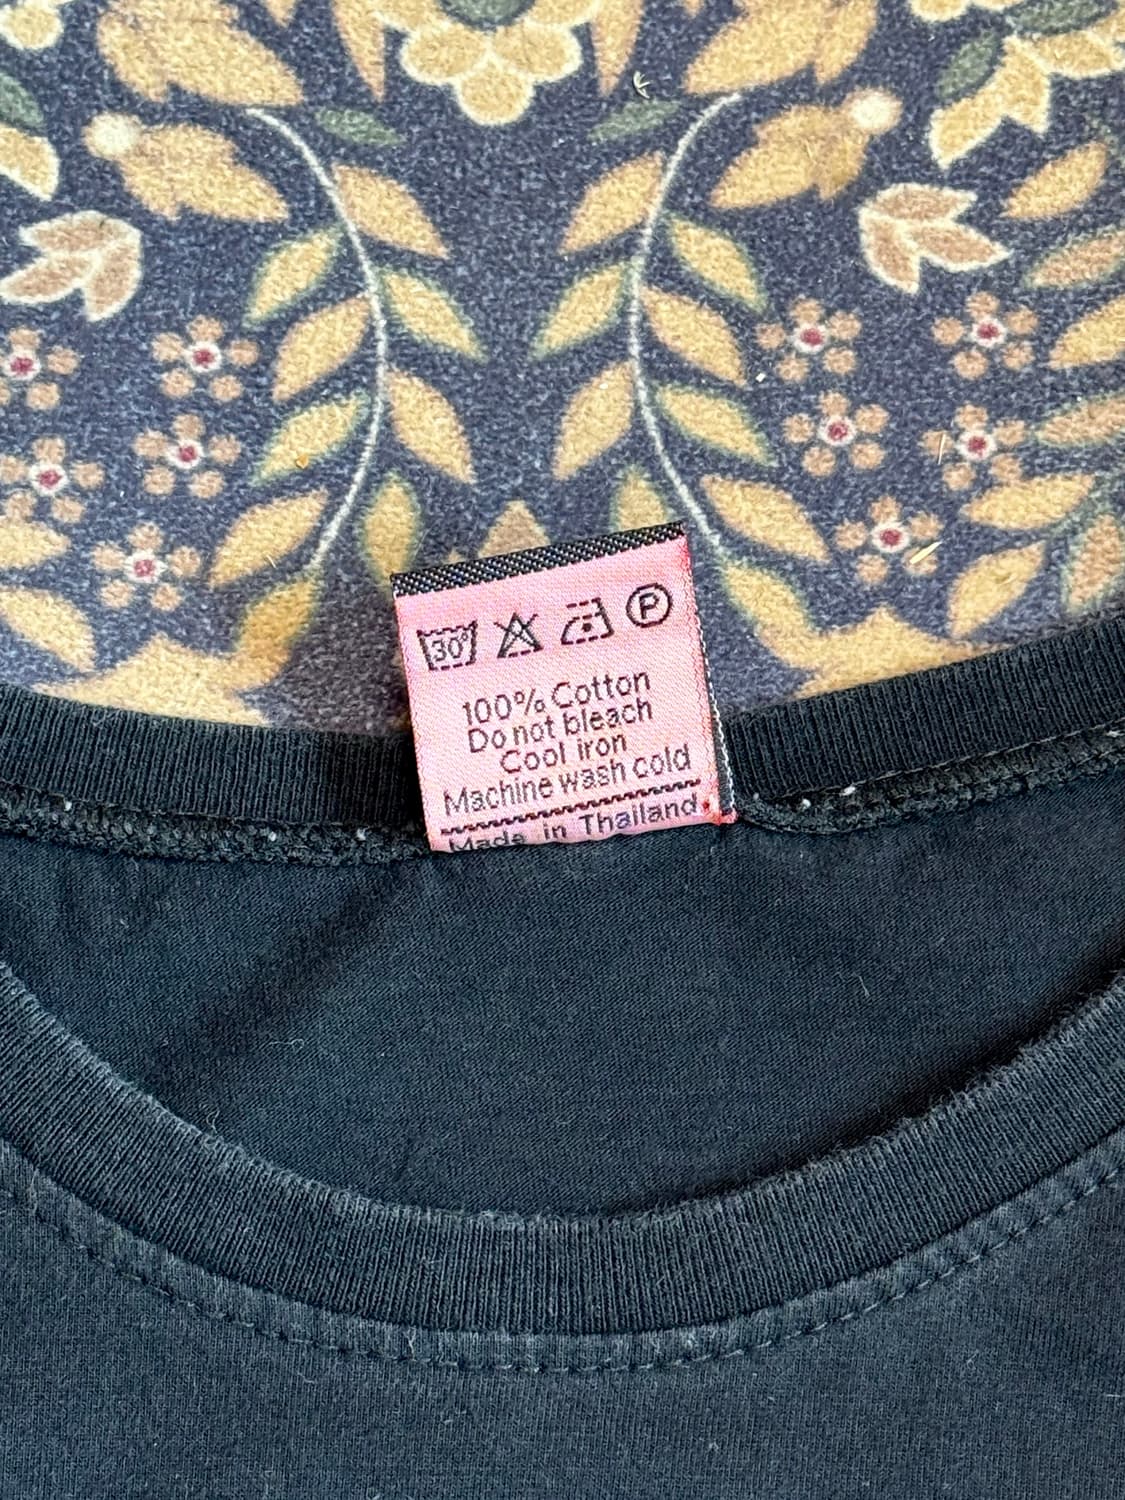 30° P
100% Cotton
Do not bleach
Cool iron
Machine wash cold
Made in Thailand